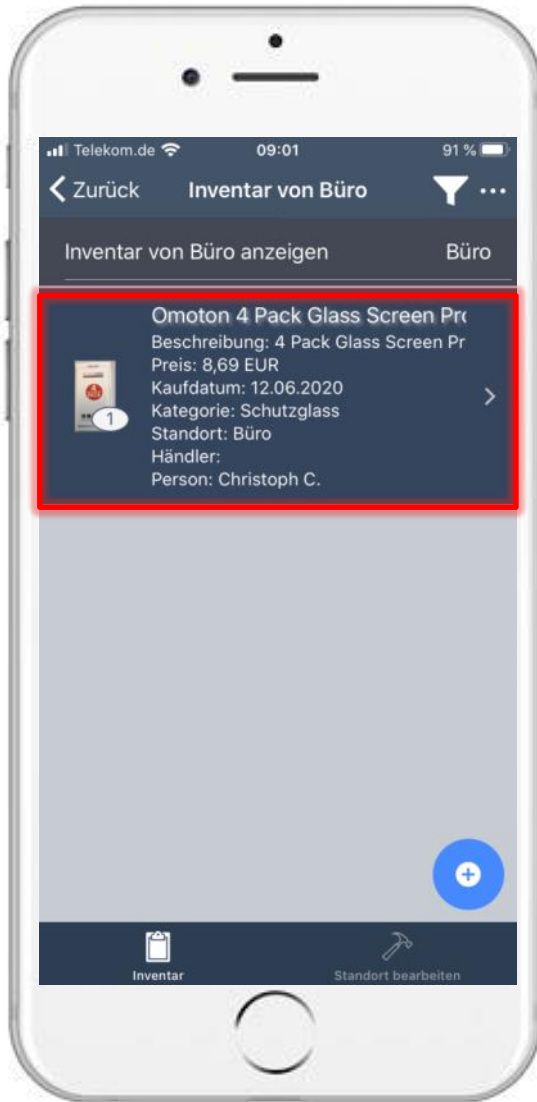 Telekom.de 09:01 91 %
Zurück Inventar von Büro ...
Inventar von Büro anzeigen Büro
Omoton 4 Pack Glass Screen Pro
Beschreibung: 4 Pack Glass Screen Pr
Preis: 8,69 EUR
Kaufdatum: 12.06.2020
Kategorie: Schutzglass
Standort: Büro
Händler:
Person: Christoph C.
1
Inventar Standort bearbeiten